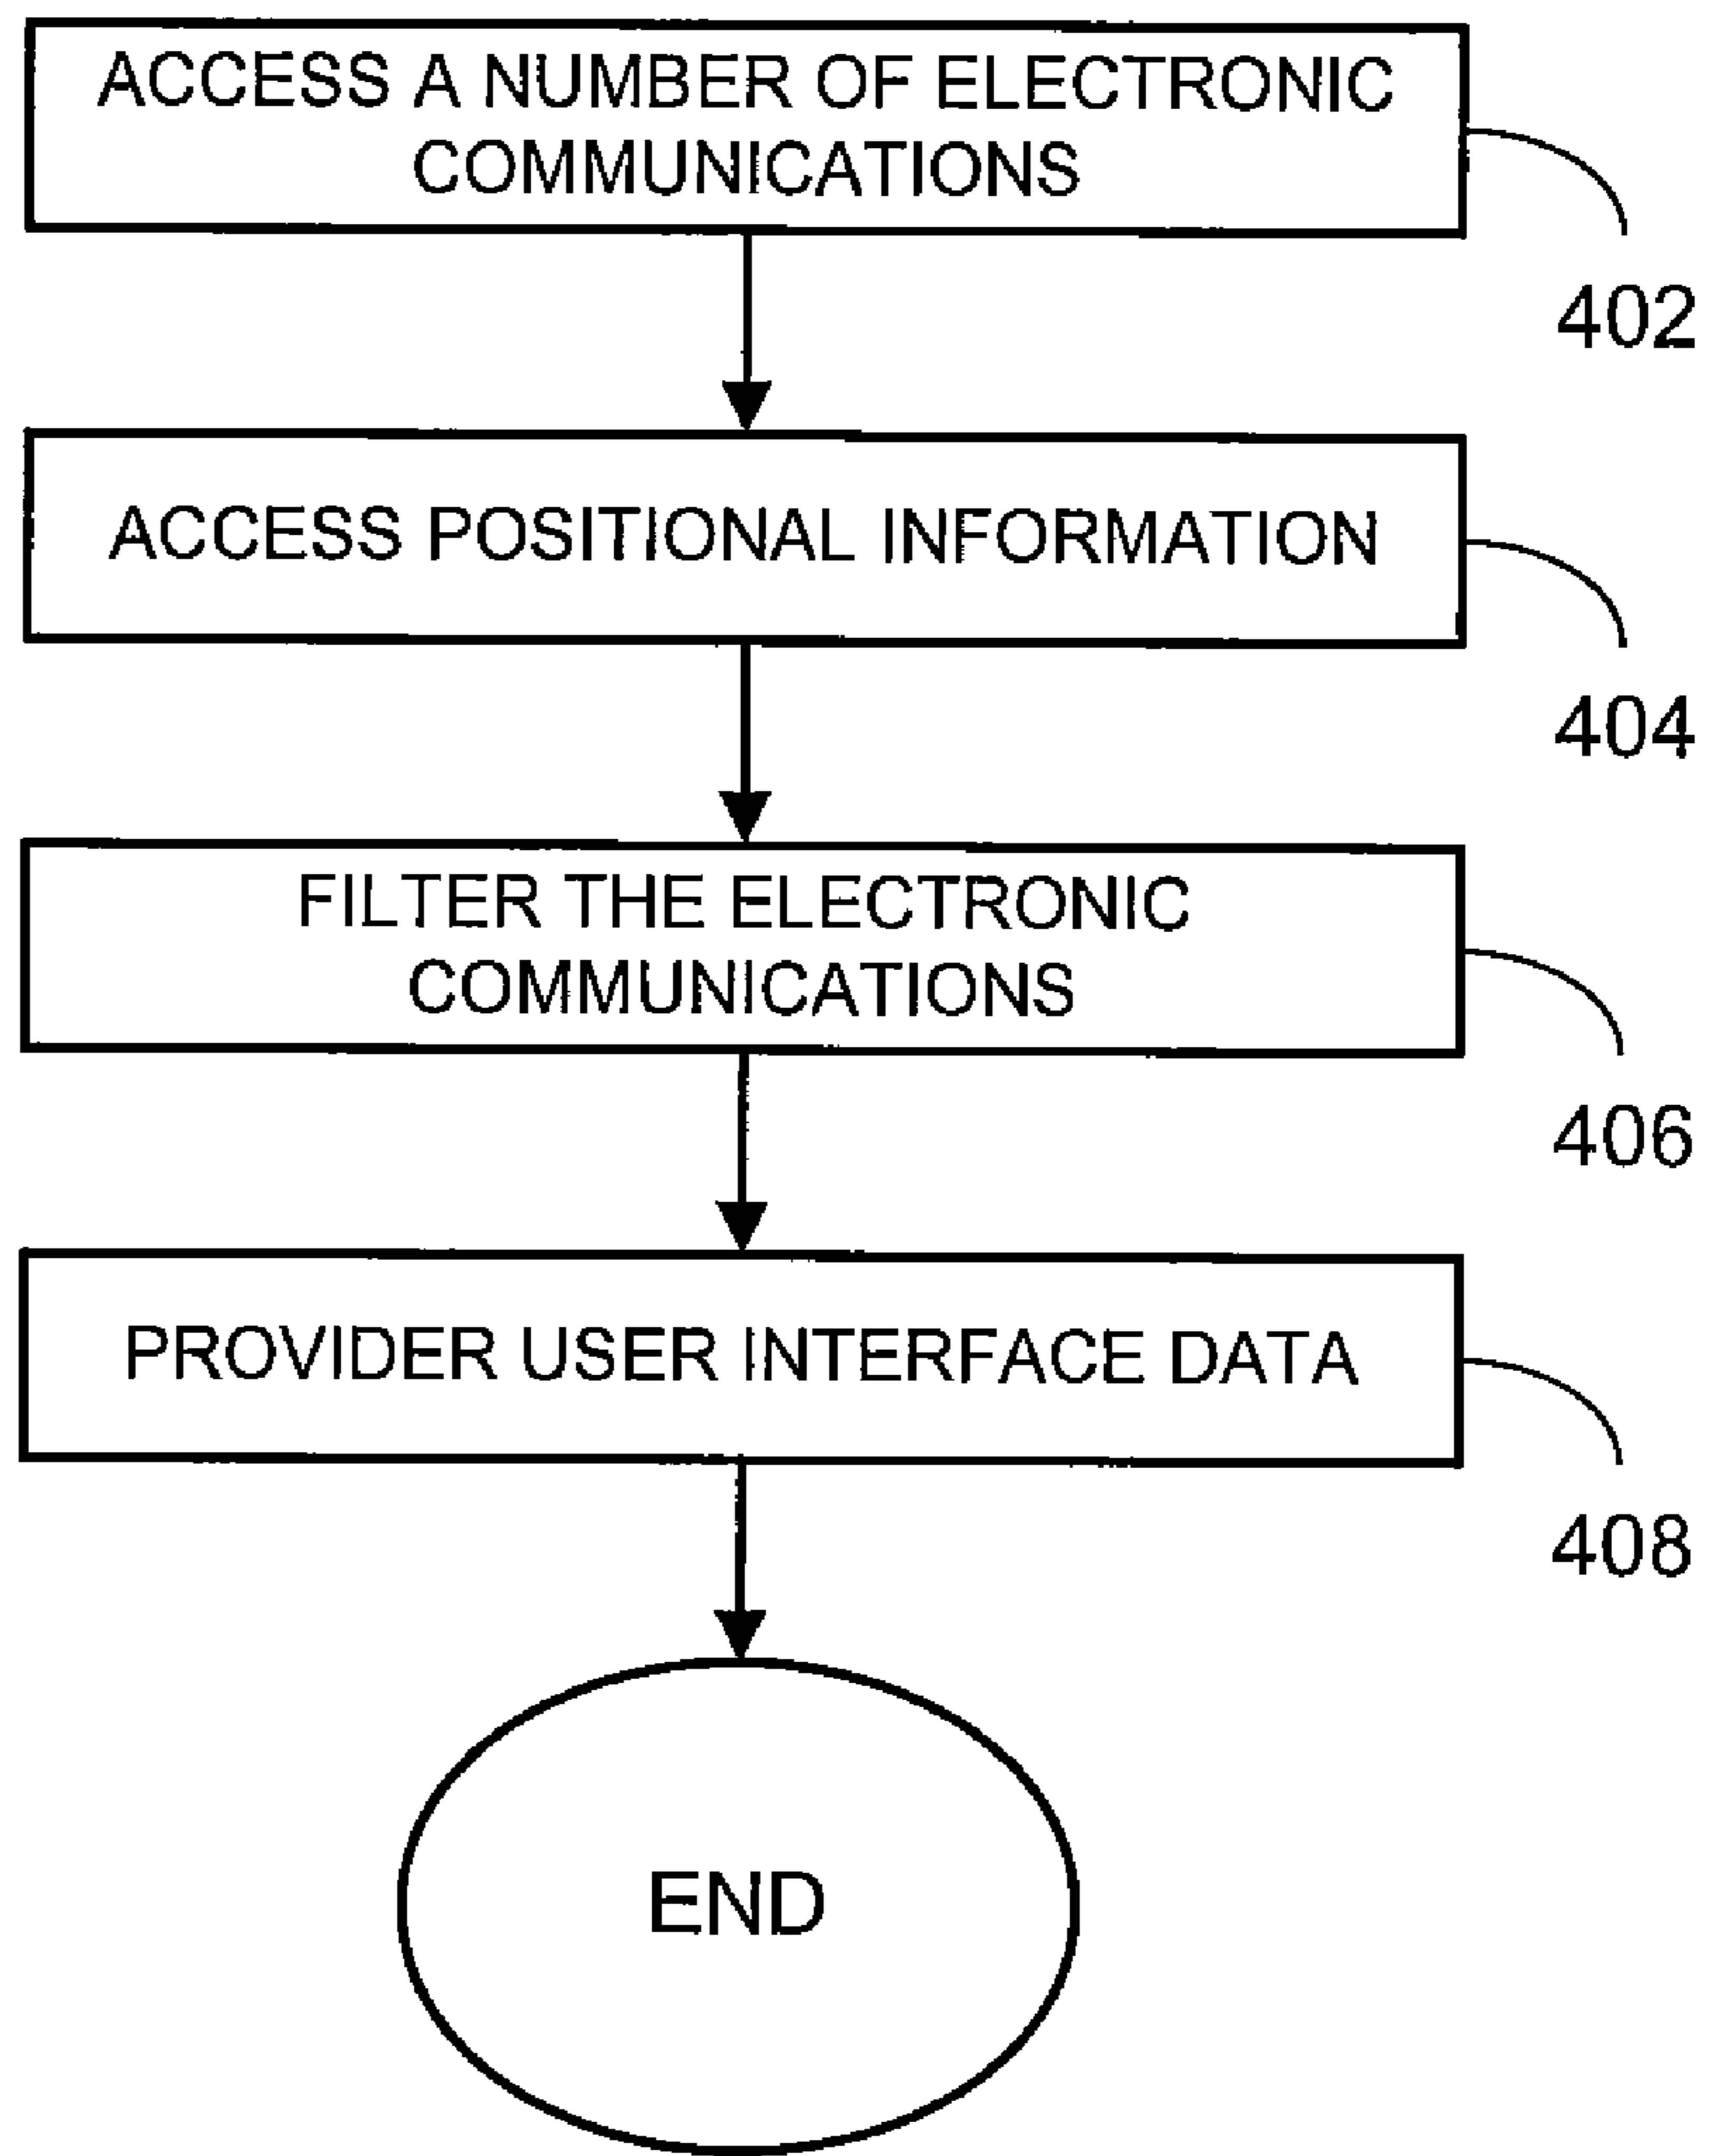 ACCESS A NUMBER OF ELECTRONIC
COMMUNICATIONS
402
ACCESS POSITIONAL INFORMATION
404
FILTER THE ELECTRONIC
COMMUNICATIONS
406
PROVIDER USER INTERFACE DATA
408
END